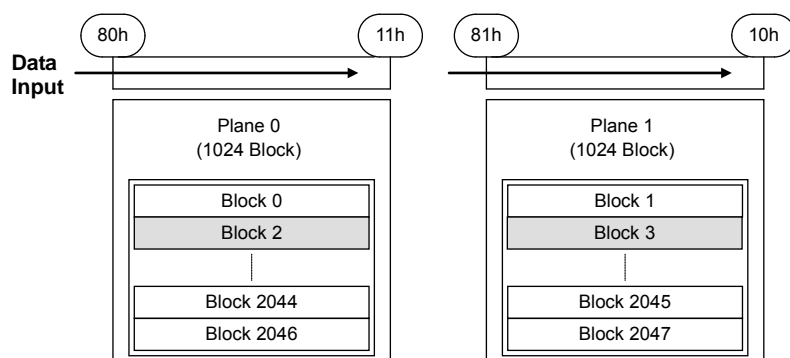 80h 11h 81h 10h
Data
Input
Plane 0 Plane 1
(1024 Block) (1024 Block)
Block 0 Block 1
Block 2 Block 3
Block 2044 Block 2045
Block 2046 Block 2047